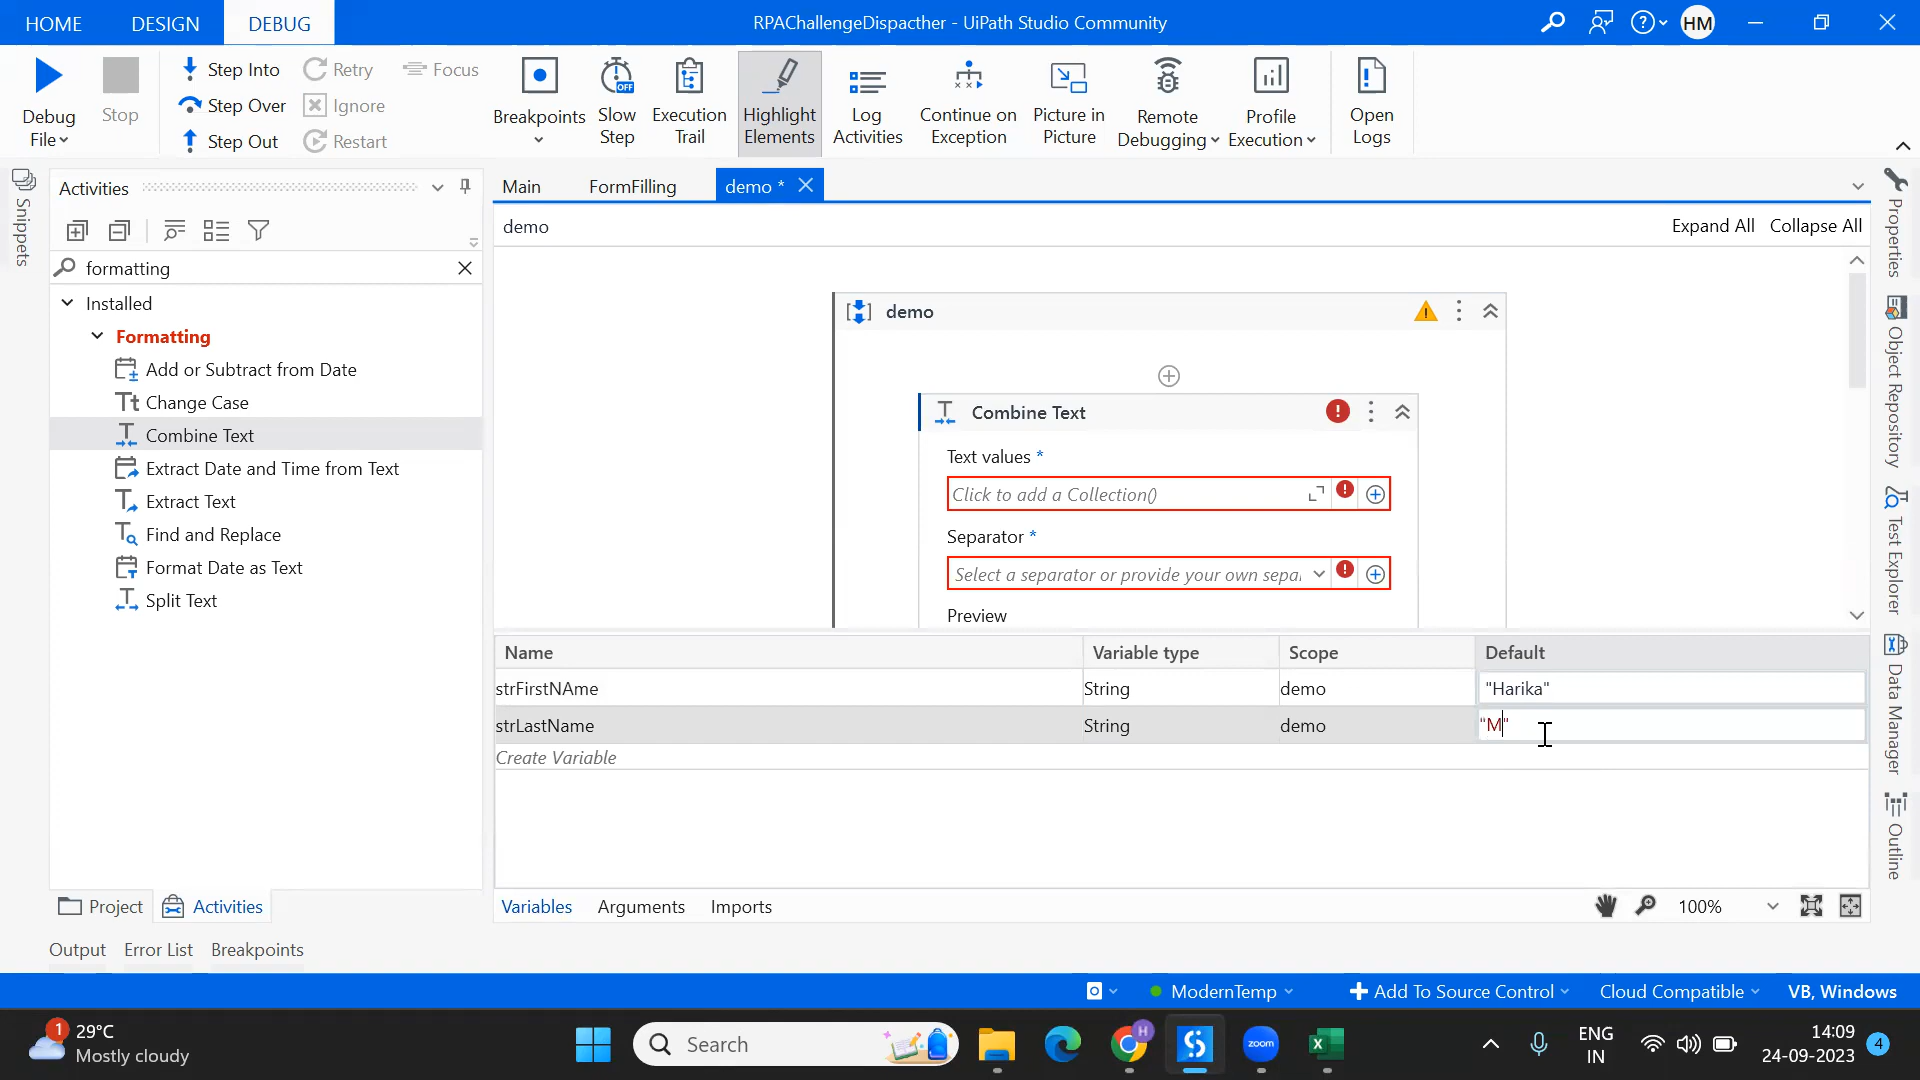 HOME DESIGN DEBUG RPAChallengeDispacther - UiPath Studio Community HM
Debug File Stop
Step Into Retry Focus
Step Over Ignore
Step Out Restart
Breakpoints
Slow Step
OFF
Execution Trail
Highlight Elements
Log Activities
Continue on Exception
Picture in Picture
Remote Debugging
Profile Execution
Open Logs
Snippets
Activities
formatting
Installed
Formatting
Add or Subtract from Date
Change Case
Combine Text
Extract Date and Time from Text
Extract Text
Find and Replace
Format Date as Text
Split Text
Project Activities
Main FormFilling demo *
demo Expand All Collapse All
demo
Combine Text
Text values *
Click to add a Collection()
Separator *
Select a separator or provide your own sepa
Preview
Name Variable type Scope Default
strFirstNAme String demo "Harika"
strLastName String demo "M"
Create Variable
Variables Arguments Imports 100%
Properties
Object Repository
Test Explorer
Data Manager
Outline
Output Error List Breakpoints
ModernTemp Add To Source Control Cloud Compatible VB, Windows
1 29°C
Mostly cloudy
Search
H
zoom
ENG
IN
14:09
24-09-2023
4